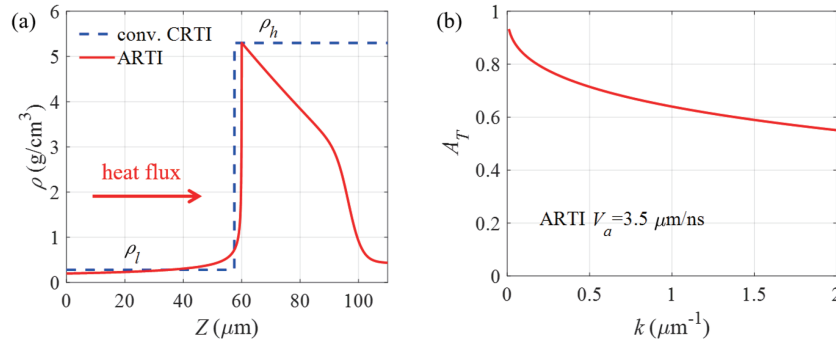 (a)
6
5
4
3
2
1
0
ρ (g/cm³)
conv. CRTI
ARTI
ρh
heat flux
ρl
0 20 40 60 80 100
Z (μm)
(b)
1
0.8
0.6
0.4
0.2
0
A_T
ARTI V_a =3.5 μm/ns
0 0.5 1 1.5 2
k (μm⁻¹)